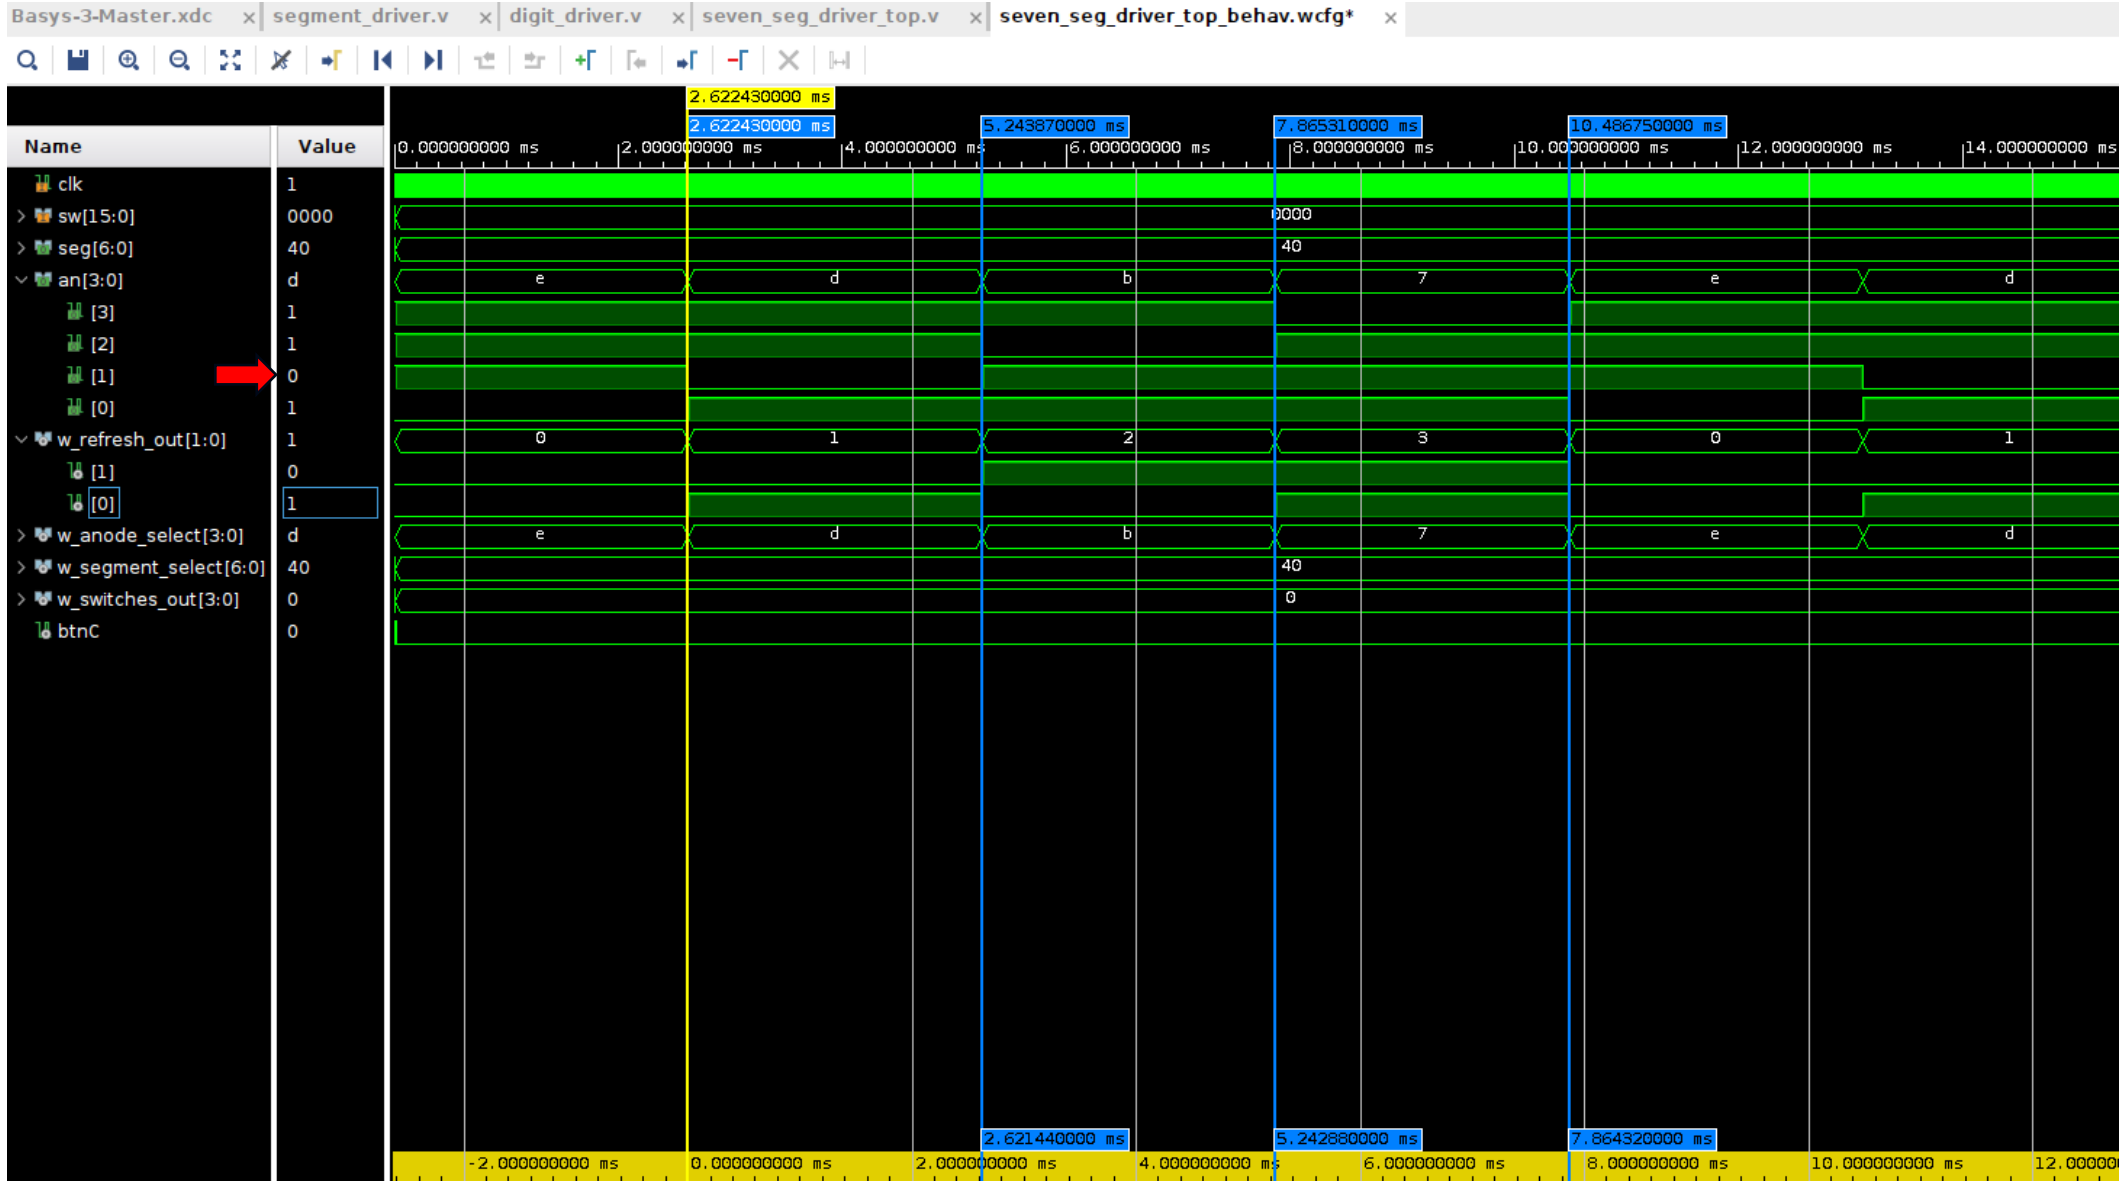 Basys-3-Master.xdc × segment_driver.v × digit_driver.v × seven_seg_driver_top.v × seven_seg_driver_top_behav.wcfg* ×
2.622430000 ms
2.622430000 ms 5.243870000 ms 7.865310000 ms 10.486750000 ms
Name Value 0.000000000 ms 2.000000000 ms 4.000000000 ms 6.000000000 ms 8.000000000 ms 10.000000000 ms 12.000000000 ms 14.000000000 ms
clk 1
sw[15:0] 0000 0000
seg[6:0] 40 40
an[3:0] d e d b 7 e d
[3] 1
[2] 1
[1] 0
[0] 1
w_refresh_out[1:0] 1 0 1 2 3 0 1
[1] 0
[0] 1
w_anode_select[3:0] d e d b 7 e d
w_segment_select[6:0] 40 40
w_switches_out[3:0] 0 0
btnC 0
2.621440000 ms 5.242880000 ms 7.864320000 ms
-2.000000000 ms 0.000000000 ms 2.000000000 ms 4.000000000 ms 6.000000000 ms 8.000000000 ms 10.000000000 ms 12.00000